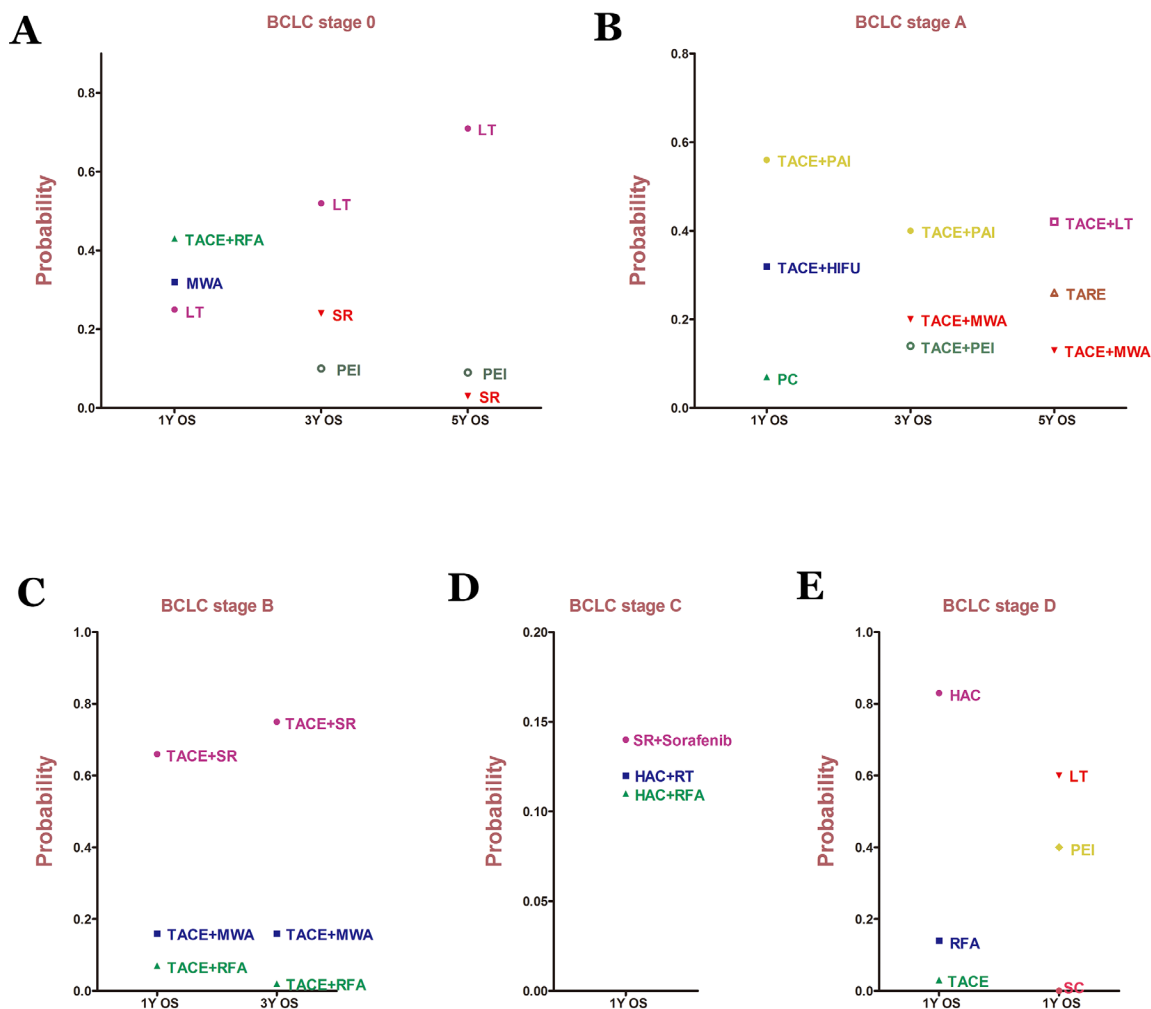 A
BCLC stage 0
Probability
0.8
0.6
0.4
0.2
0.0
LT
LT
TACE+RFA
MWA
LT
SR
PEI
PEI
SR
1Y OS
3Y OS
5Y OS
B
BCLC stage A
Probability
0.8
0.6
0.4
0.2
0.0
TACE+PAI
TACE+LT
TACE+PAI
TACE+HIFU
TARE
TACE+MWA
TACE+PEI
TACE+MWA
PC
1Y OS
3Y OS
5Y OS
C
BCLC stage B
Probability
1.0
0.8
0.6
0.4
0.2
0.0
TACE+SR
TACE+SR
TACE+MWA
TACE+MWA
TACE+RFA
TACE+RFA
1Y OS
3Y OS
D
BCLC stage C
Probability
0.20
0.15
0.10
0.05
0.00
SR+Sorafenib
HAC+RT
HAC+RFA
1Y OS
E
BCLC stage D
Probability
1.0
0.8
0.6
0.4
0.2
0.0
HAC
LT
PEI
RFA
TACE
SC
1Y OS
1Y OS